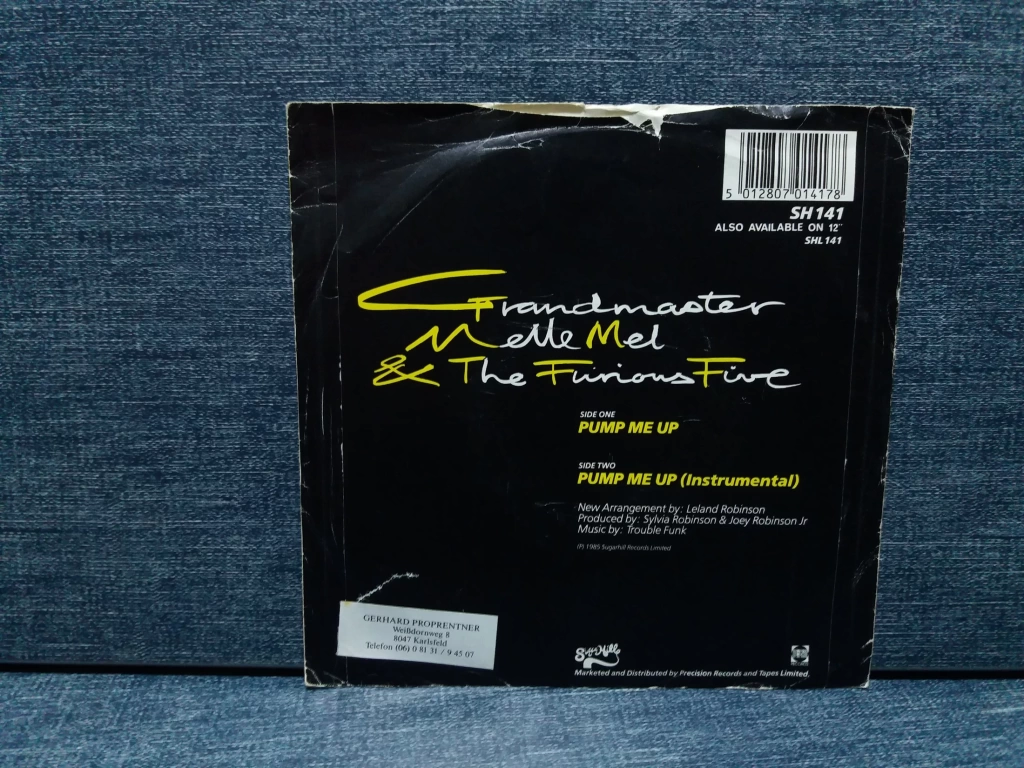 5 012807 014178
SH 141
ALSO AVAILABLE ON 12"
SHL 141
Grandmaster
Melle Mel
& The Furious Five
SIDE ONE
PUMP ME UP
SIDE TWO
PUMP ME UP (Instrumental)
New Arrangement by: Leland Robinson
Produced by: Sylvia Robinson & Joey Robinson Jr
Music by: Trouble Funk
(P) 1985 Sugarhill Records Limited
GERHARD PROPRENTNER
Weißdornweg 8
8047 Karlsfeld
Telefon (06) 0 81 31 / 9 45 07
Sugar Hill
Marketed and Distributed by Precision Records and Tapes Limited.